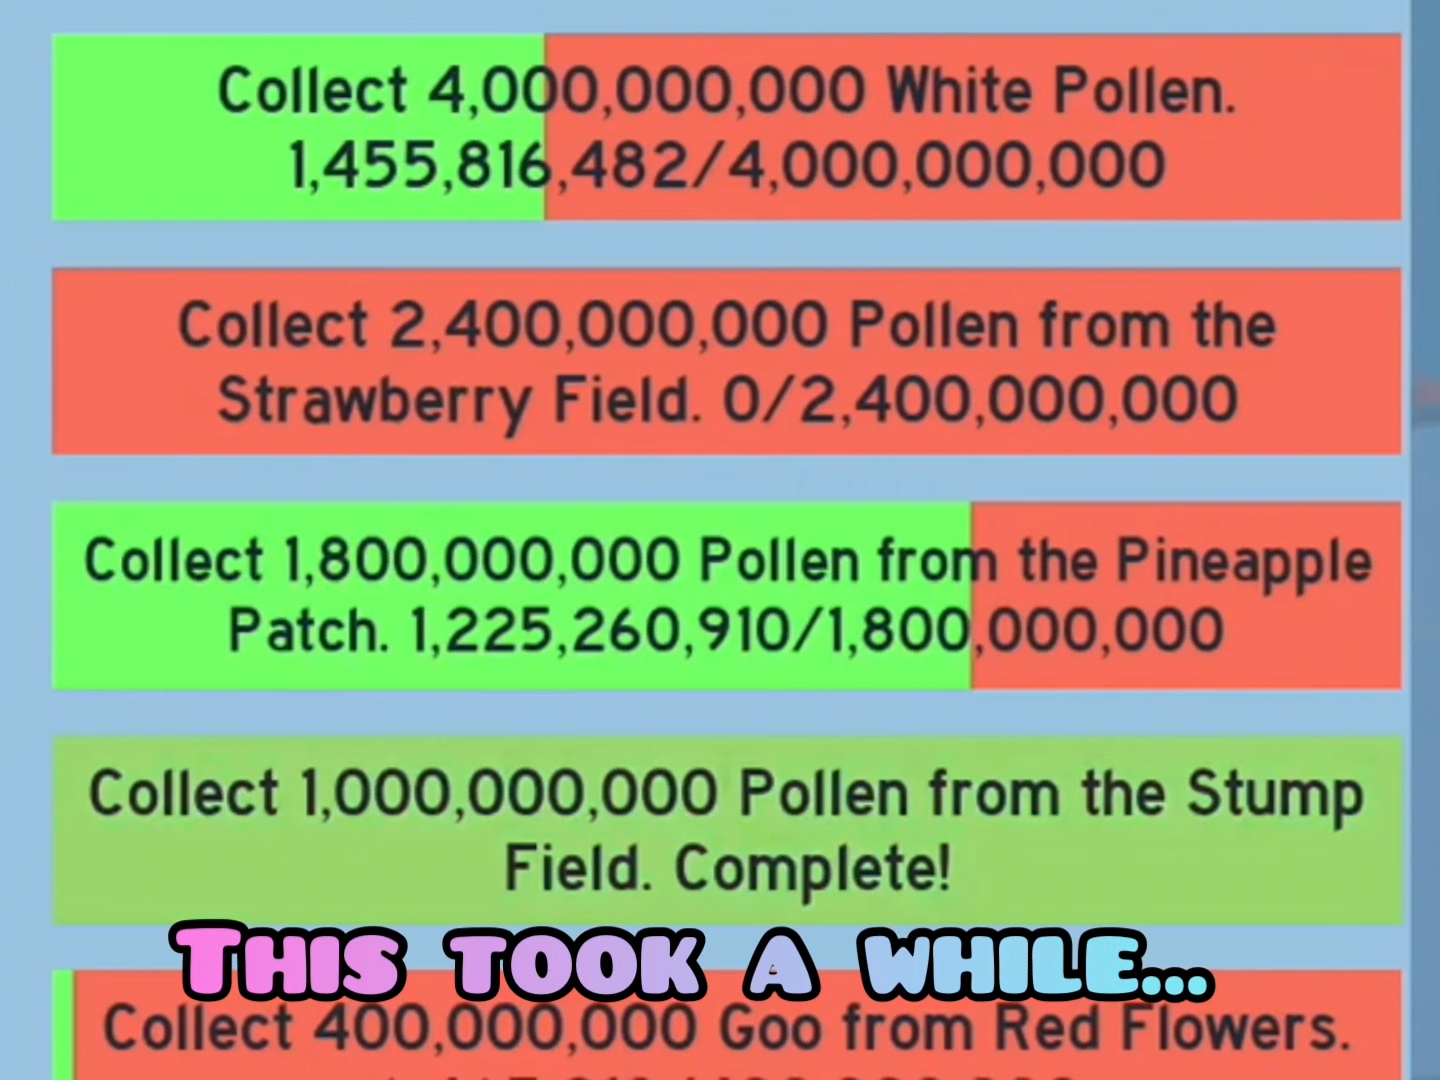 Collect 4,000,000,000 White Pollen.
1,455,816,482/4,000,000,000
Collect 2,400,000,000 Pollen from the
Strawberry Field. 0/2,400,000,000
Collect 1,800,000,000 Pollen from the Pineapple
Patch. 1,225,260,910/1,800,000,000
Collect 1,000,000,000 Pollen from the Stump
Field. Complete!
This took a while...
Collect 400,000,000 Goo from Red Flowers.